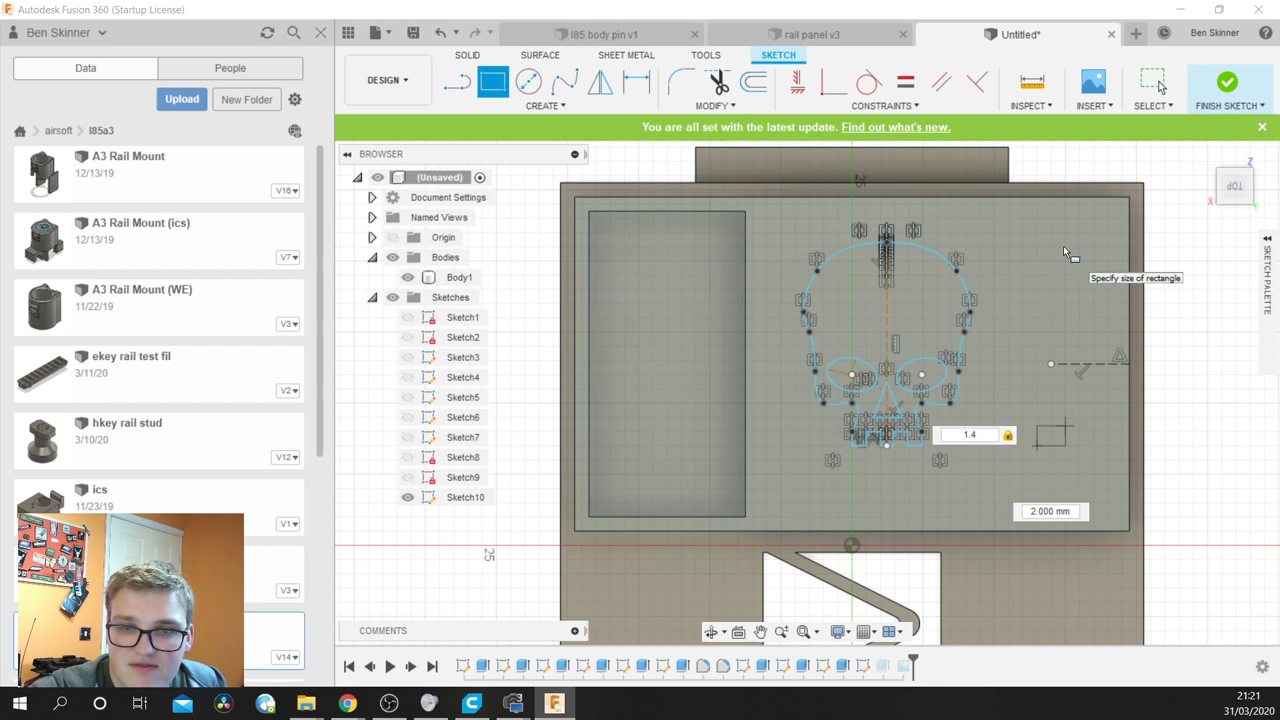 Autodesk Fusion 360 (Startup License)
Ben Skinner
I85 body pin v1
rail panel v3
Untitled*
Ben Skinner
Data
People
Upload
New Folder
airsoft
I85a3
A3 Rail Mount
12/13/19
V16
A3 Rail Mount (ics)
12/13/19
V7
A3 Rail Mount (WE)
11/22/19
V3
ekey rail test fil
3/11/20
V2
hkey rail stud
3/10/20
V12
ics
11/23/19
V1
V3
V14
DESIGN
SOLID
SURFACE
SHEET METAL
TOOLS
SKETCH
CREATE
MODIFY
CONSTRAINTS
INSPECT
INSERT
SELECT
FINISH SKETCH
You are all set with the latest update. Find out what's new.
BROWSER
(Unsaved)
Document Settings
Named Views
Origin
Bodies
Body1
Sketches
Sketch1
Sketch2
Sketch3
Sketch4
Sketch5
Sketch6
Sketch7
Sketch8
Sketch9
Sketch10
25
25
1.4
2.000 mm
Specify size of rectangle
TOP
Z
X
Y
SKETCH PALETTE
COMMENTS
21:21
31/03/2020